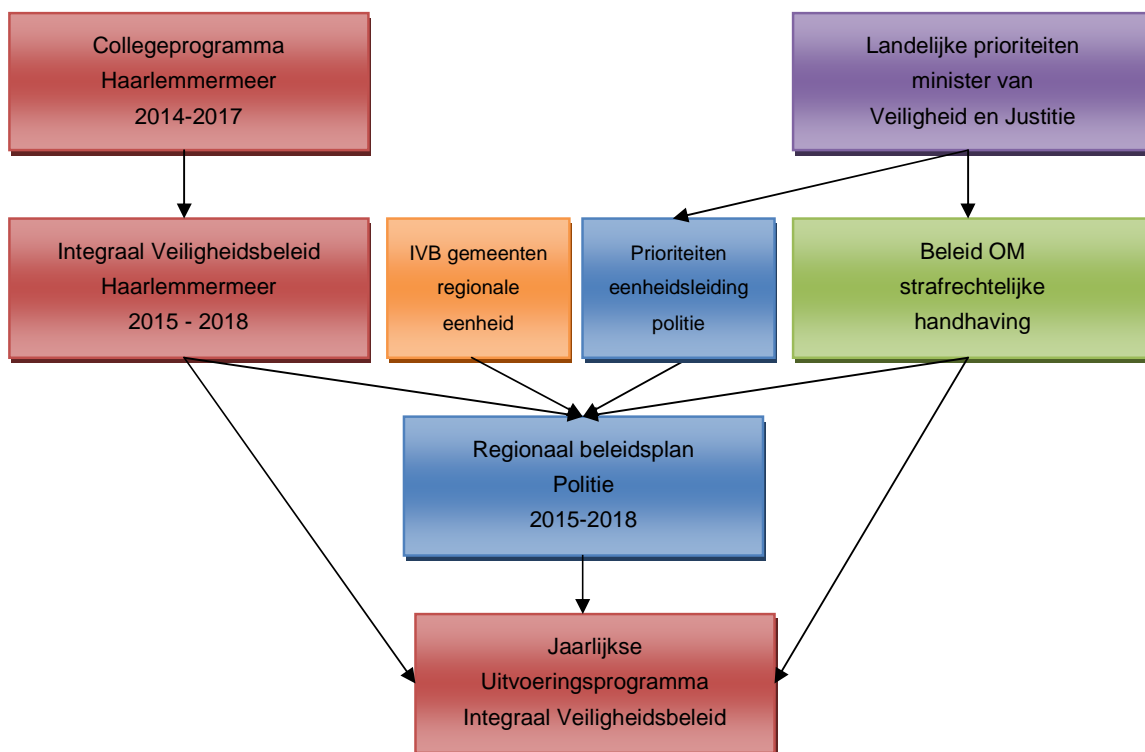 Collegeprogramma
Haarlemmermeer
2014-2017
Landelijke prioriteiten
minister van
Veiligheid en Justitie
Integraal Veiligheidsbeleid
Haarlemmermeer
2015 - 2018
IVB gemeenten
regionale
eenheid
Prioriteiten
eenheidsleiding
politie
Beleid OM
strafrechtelijke
handhaving
Regionaal beleidsplan
Politie
2015-2018
Jaarlijkse
Uitvoeringsprogramma
Integraal Veiligheidsbeleid